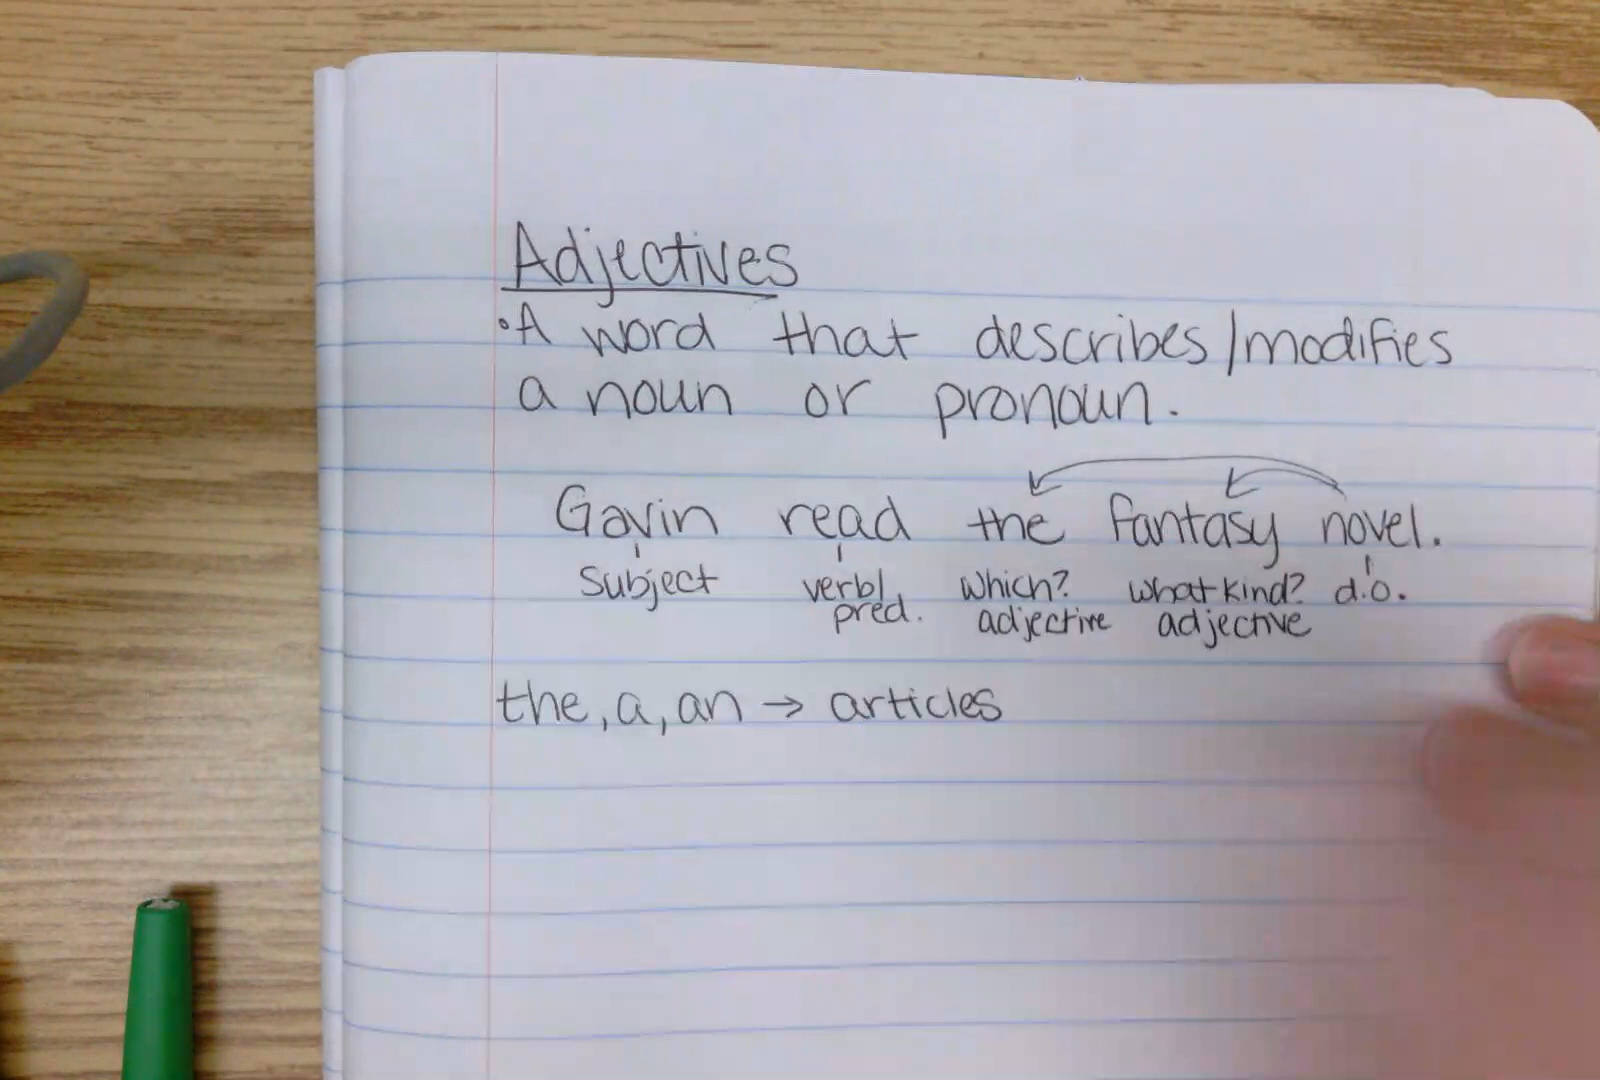 Adjectives
•A word that describes/modifies
a noun or pronoun.
Gavin read the fantasy novel.
Subject verb/ Which? what kind? d.o.
pred. adjective adjective
the, a, an → articles